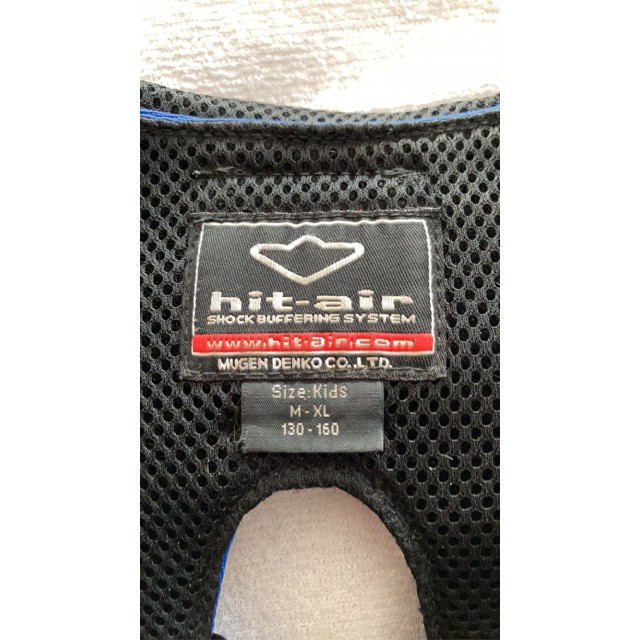 hit-air
SHOCK BUFFERING SYSTEM
www.hit-air.com
MUGEN DENKO CO.,LTD.
Size:Kids
M - XL
130 - 160